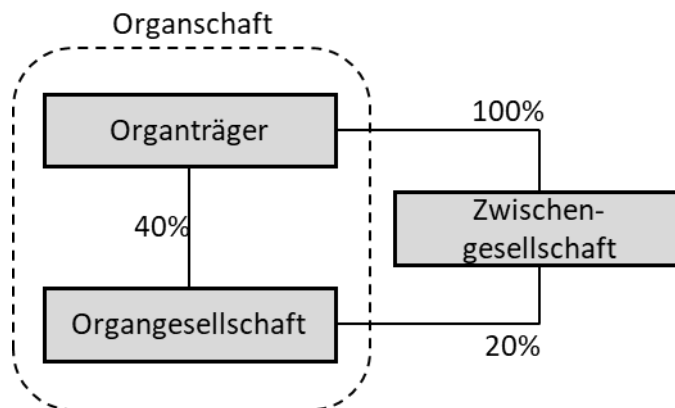 Organschaft
Organträger
100%
Zwischen-
gesellschaft
40%
Organgesellschaft
20%